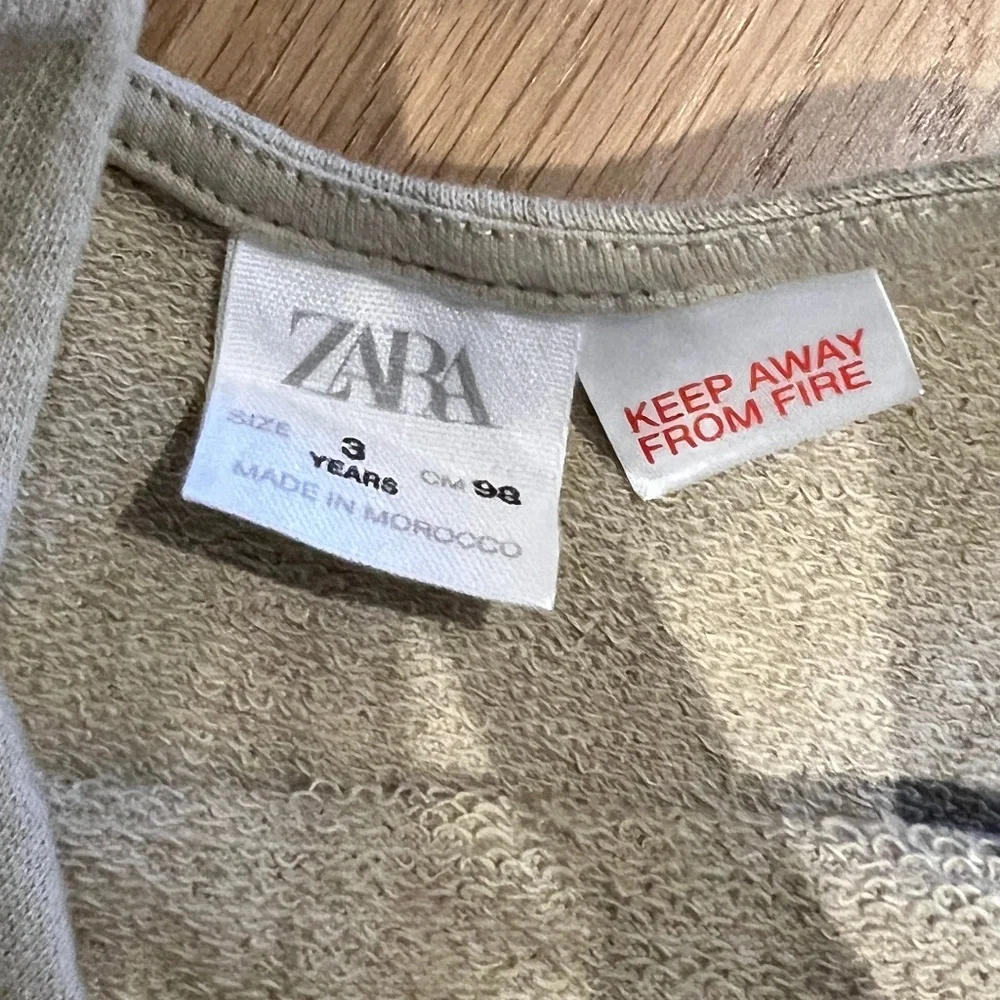 ZARA
SIZE 3 YEARS CM 98
MADE IN MOROCCO
KEEP AWAY
FROM FIRE